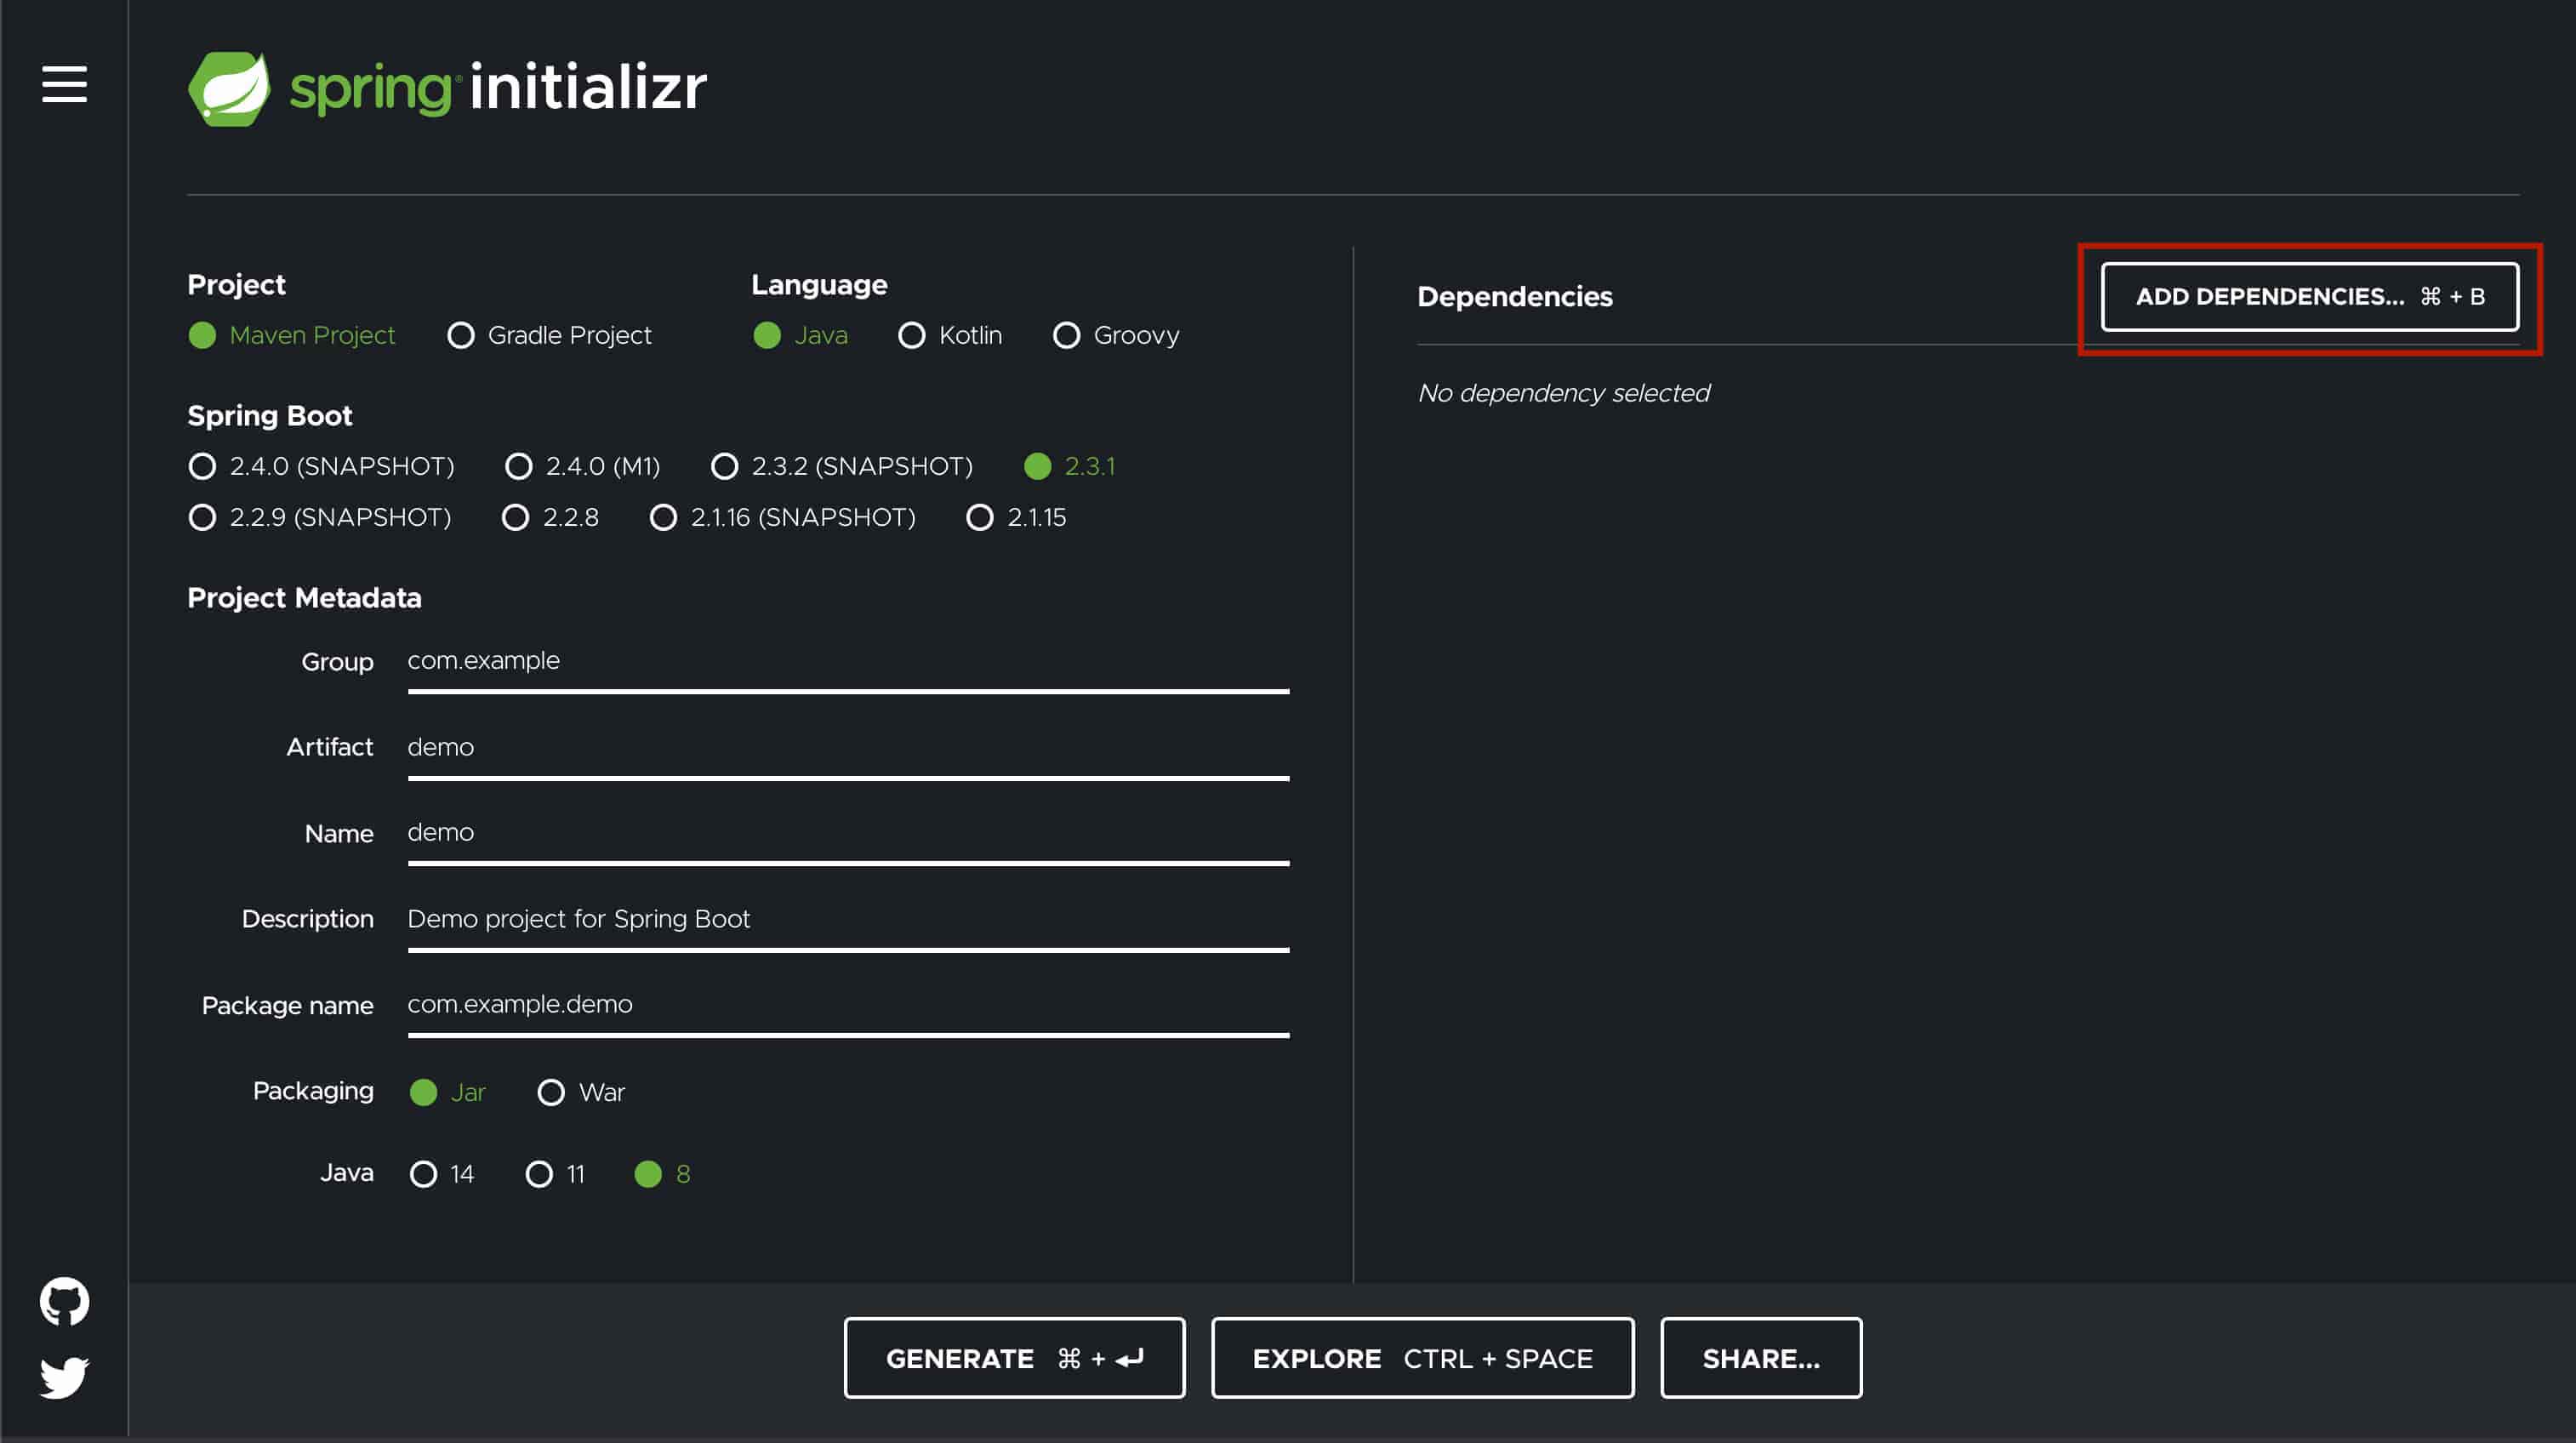 spring initializr
Project
Maven Project Gradle Project
Language
Java Kotlin Groovy
Spring Boot
2.4.0 (SNAPSHOT) 2.4.0 (M1) 2.3.2 (SNAPSHOT) 2.3.1
2.2.9 (SNAPSHOT) 2.2.8 2.1.16 (SNAPSHOT) 2.1.15
Project Metadata
Group com.example
Artifact demo
Name demo
Description Demo project for Spring Boot
Package name com.example.demo
Packaging Jar War
Java 14 11 8
Dependencies
ADD DEPENDENCIES... ⌘ + B
No dependency selected
GENERATE ⌘ + ⏎
EXPLORE CTRL + SPACE
SHARE...